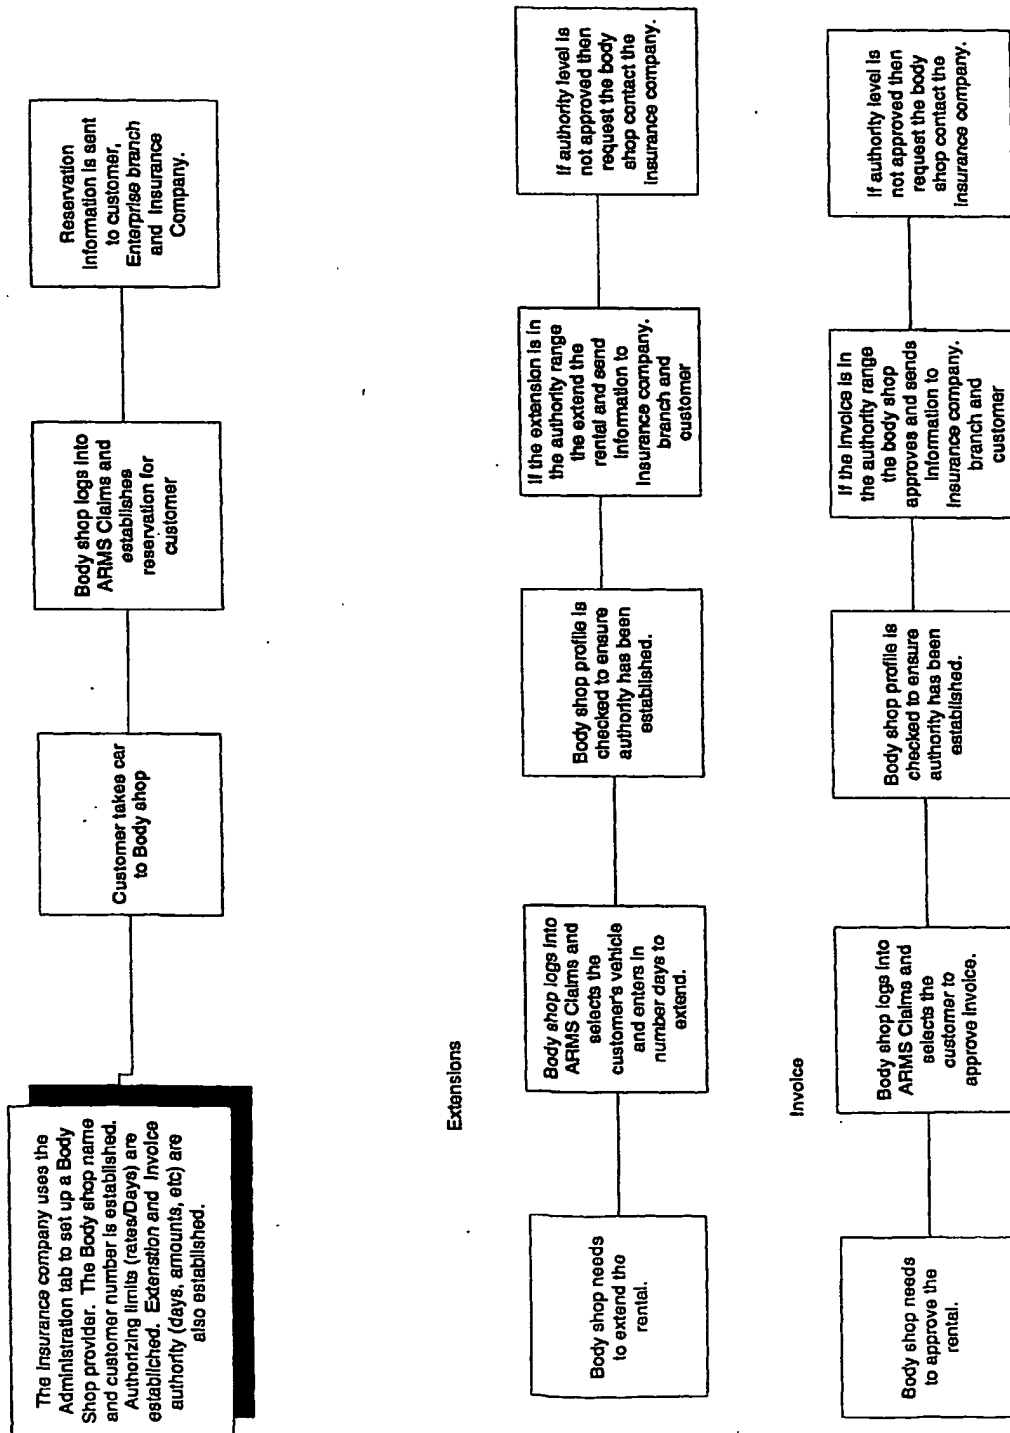 The Insurance company uses the
Administration tab to set up a Body
Shop provider. The Body shop name
and customer number is established.
Authorizing limits (rates/Days) are
established. Extenstion and Invoice
authority (days, amounts, etc) are
also established.
Customer takes car
to Body shop
Body shop logs into
ARMS Claims and
establishes
reservation for
customer
Reservation
Information is sent
to customer,
Enterprise branch
and Insurance
Company.
Extensions
Body shop needs
to extend the
rental.
Body shop logs into
ARMS Claims and
selects the
customer's vehicle
and enters in
number days to
extend.
Body shop profile is
checked to ensure
authority has been
established.
If the extension is in
the authority range
the extend the
rental and send
Information to
Insurance company.
branch and
customer
If authority level is
not approved then
request the body
shop contact the
Insurance company.
Invoice
Body shop needs
to approve the
rental.
Body shop logs into
ARMS Claims and
selects the
customer to
approve Invoice.
Body shop profile is
checked to ensure
authority has been
established.
If the Invoice is in
the authority range
the body shop
approves and sends
Information to
Insurance company.
branch and
customer
If authority level is
not approved then
request the body
shop contact the
Insurance company.